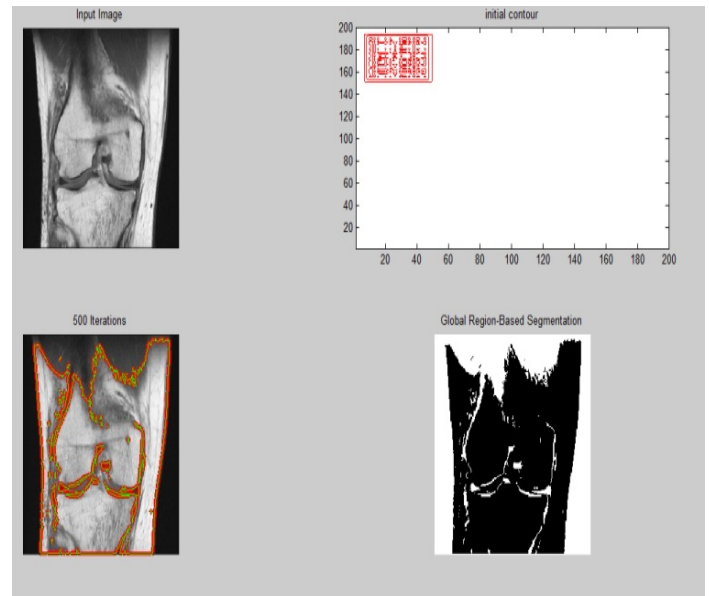 Input Image
initial contour
200
180
160
140
120
100
80
60
40
20
20 40 60 80 100 120 140 160 180 200
500 Iterations
Global Region-Based Segmentation